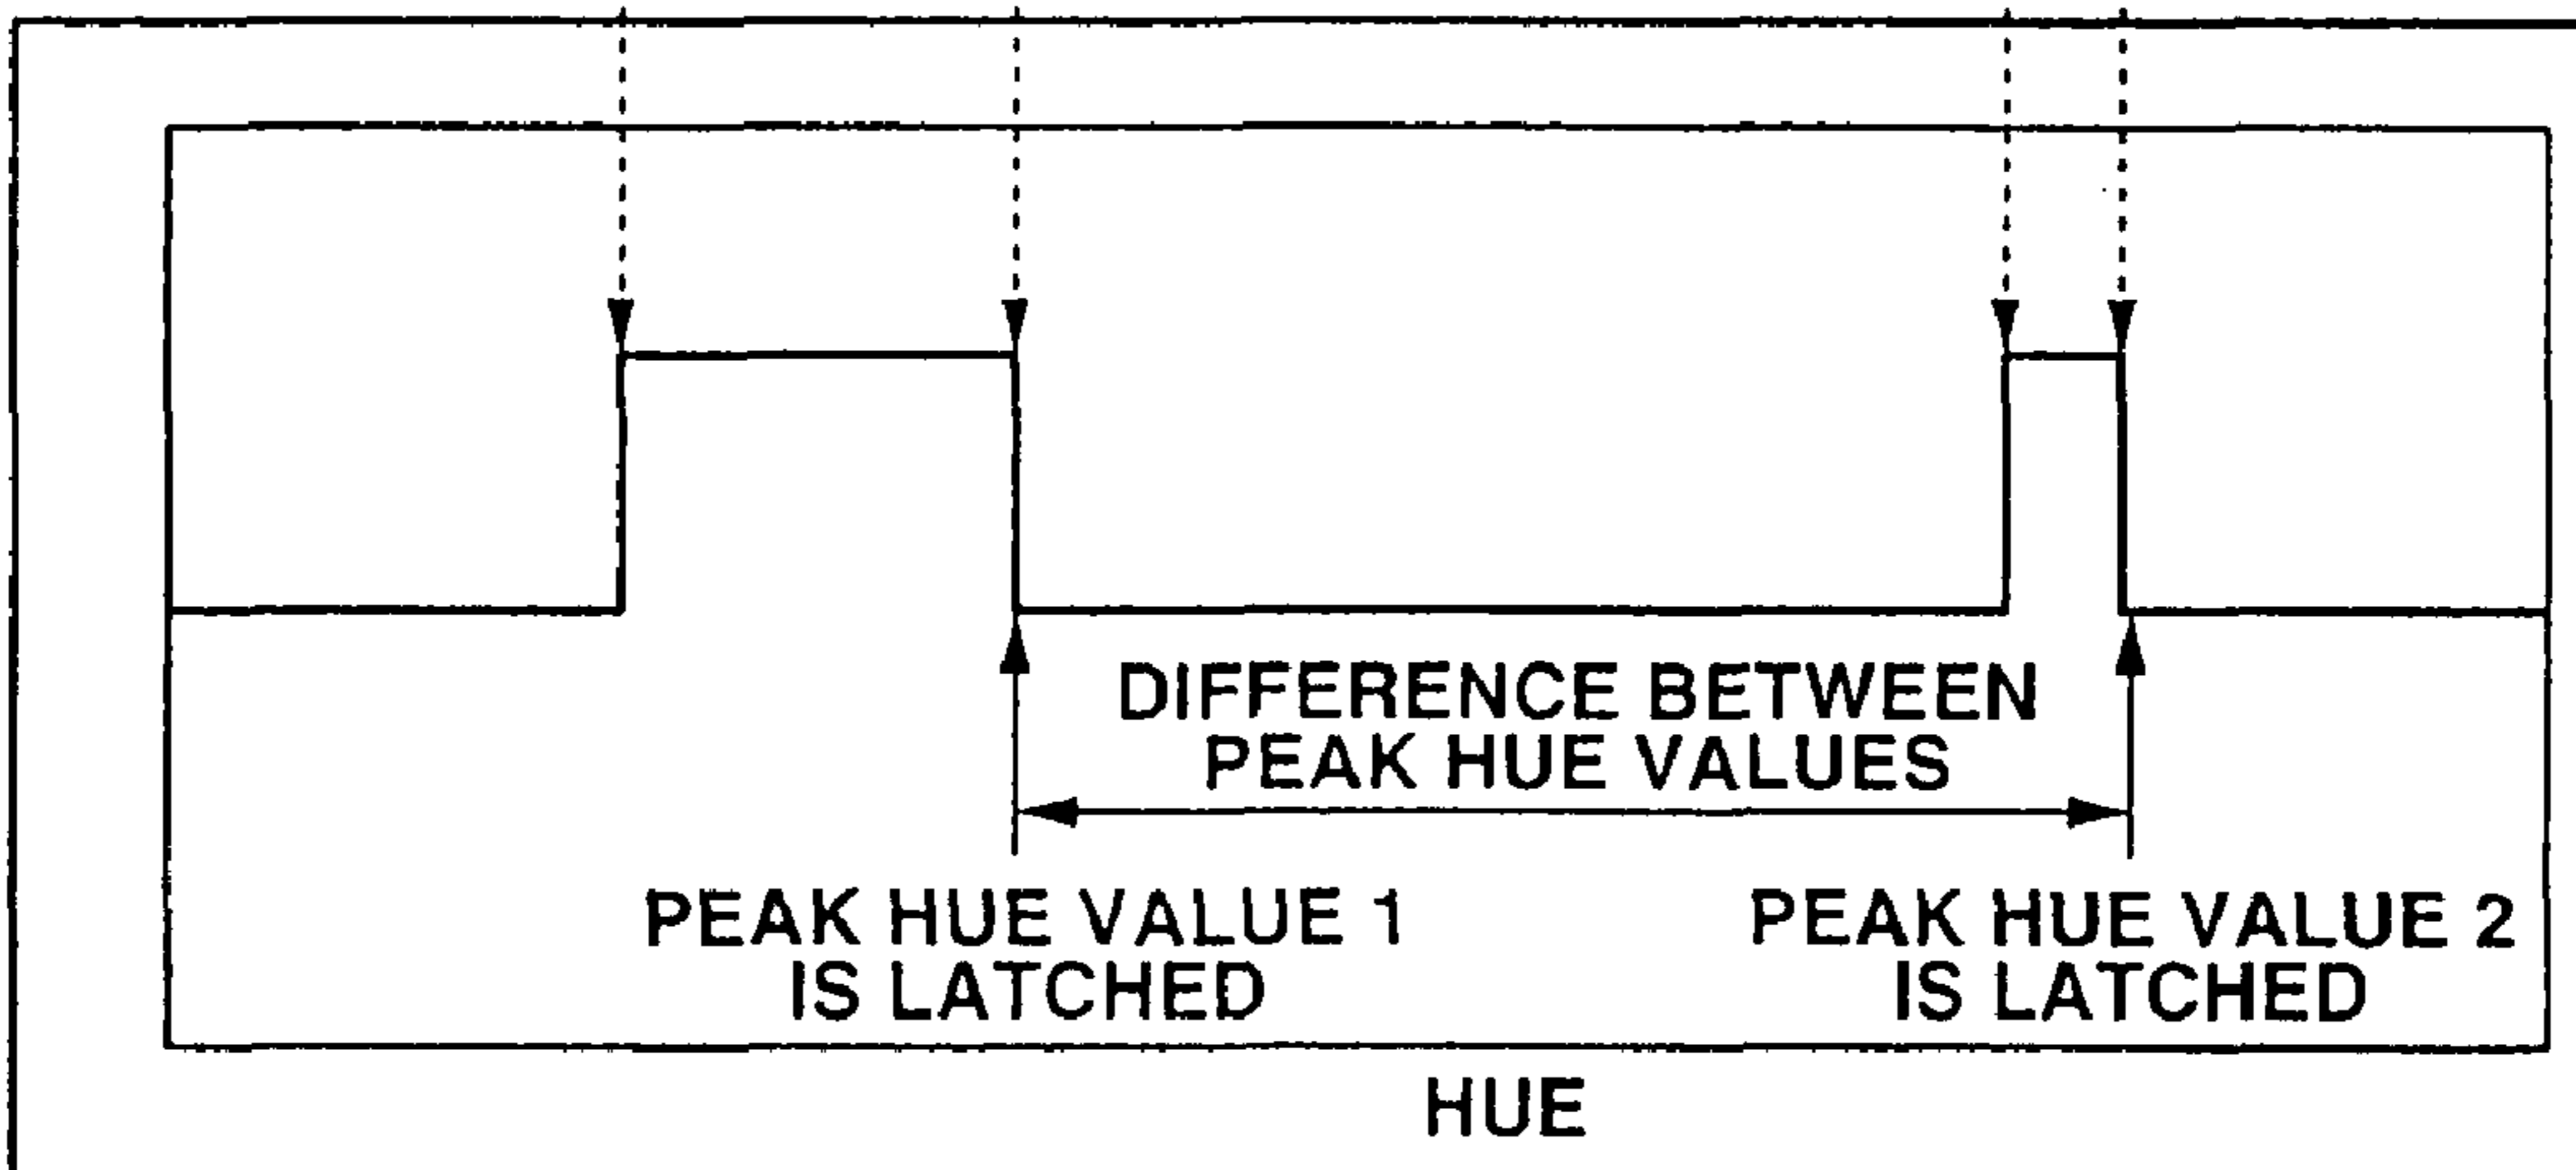 DIFFERENCE BETWEEN
PEAK HUE VALUES
PEAK HUE VALUE 1
IS LATCHED
PEAK HUE VALUE 2
IS LATCHED
HUE